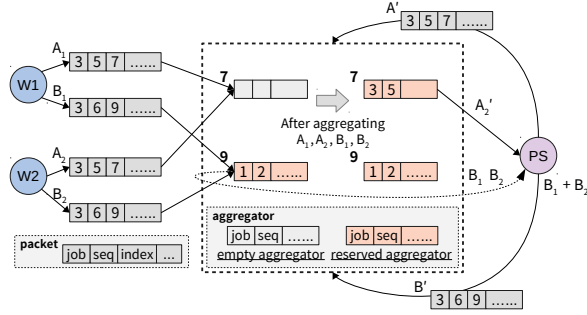 A′
3 5 7 ......
A₁
3 5 7 ......
W1
B₁
3 6 9 ......
7
7
3 5
After aggregating
A₁,A₂,B₁,B₂
A₂′
A₂
3 5 7 ......
W2
B₂
3 6 9 ......
9
1 2 ......
9
1 2 ......
B₁ B₂
PS
B₁ + B₂
packet
job seq index ...
aggregator
job seq ......
empty aggregator
job seq ......
reserved aggregator
B′
3 6 9 ......